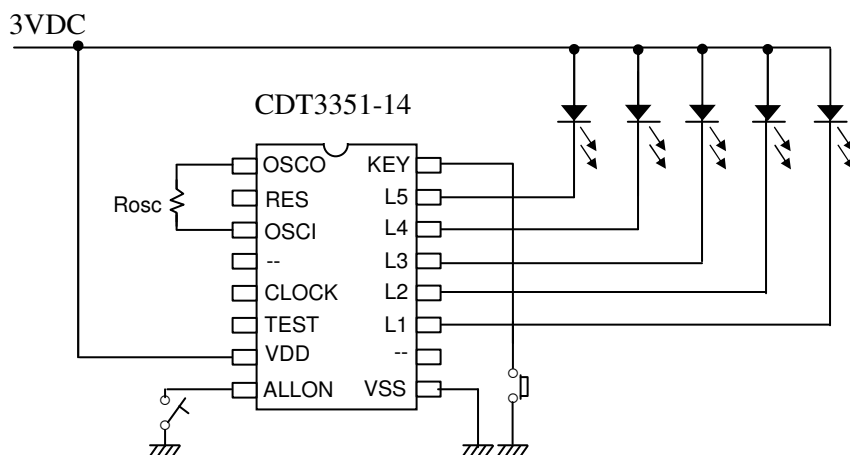 3VDC
CDT3351-14
OSCO KEY
RES L5
Rosc
OSCI L4
-- L3
CLOCK L2
TEST L1
VDD --
ALLON VSS